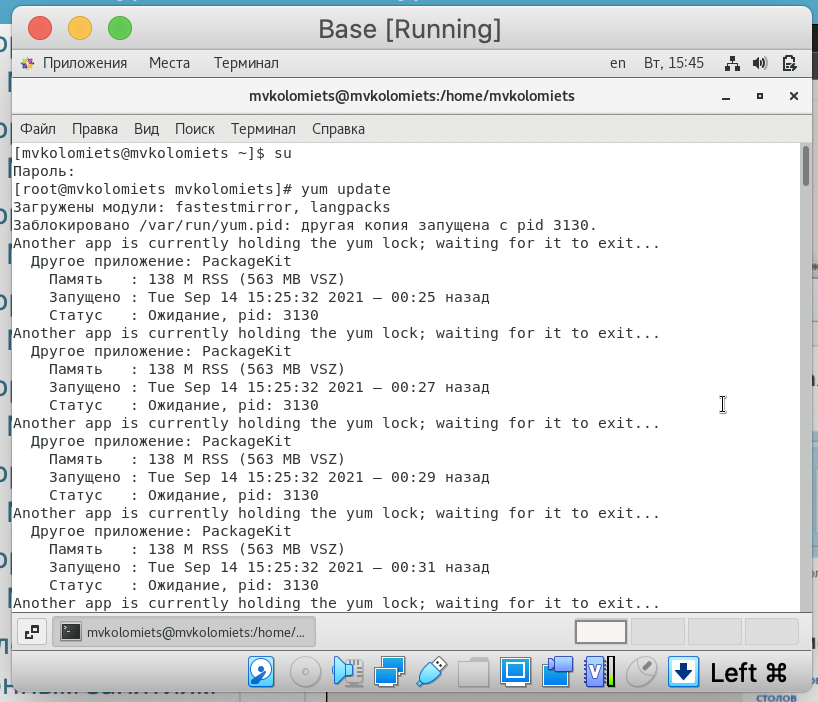 Base [Running]
Приложения Места Терминал en Вт, 15:45
mvkolomiets@mvkolomiets:/home/mvkolomiets
Файл Правка Вид Поиск Терминал Справка
[mvkolomiets@mvkolomiets ~]$ su
Пароль:
[root@mvkolomiets mvkolomiets]# yum update
Загружены модули: fastestmirror, langpacks
Заблокировано /var/run/yum.pid: другая копия запущена с pid 3130.
Another app is currently holding the yum lock; waiting for it to exit...
Другое приложение: PackageKit
Память : 138 M RSS (563 MB VSZ)
Запущено : Tue Sep 14 15:25:32 2021 — 00:25 назад
Статус : Ожидание, pid: 3130
Another app is currently holding the yum lock; waiting for it to exit...
Другое приложение: PackageKit
Память : 138 M RSS (563 MB VSZ)
Запущено : Tue Sep 14 15:25:32 2021 — 00:27 назад
Статус : Ожидание, pid: 3130
Another app is currently holding the yum lock; waiting for it to exit...
Другое приложение: PackageKit
Память : 138 M RSS (563 MB VSZ)
Запущено : Tue Sep 14 15:25:32 2021 — 00:29 назад
Статус : Ожидание, pid: 3130
Another app is currently holding the yum lock; waiting for it to exit...
Другое приложение: PackageKit
Память : 138 M RSS (563 MB VSZ)
Запущено : Tue Sep 14 15:25:32 2021 — 00:31 назад
Статус : Ожидание, pid: 3130
Another app is currently holding the yum lock; waiting for it to exit...
mvkolomiets@mvkolomiets:/home/...
Left ⌘
столов